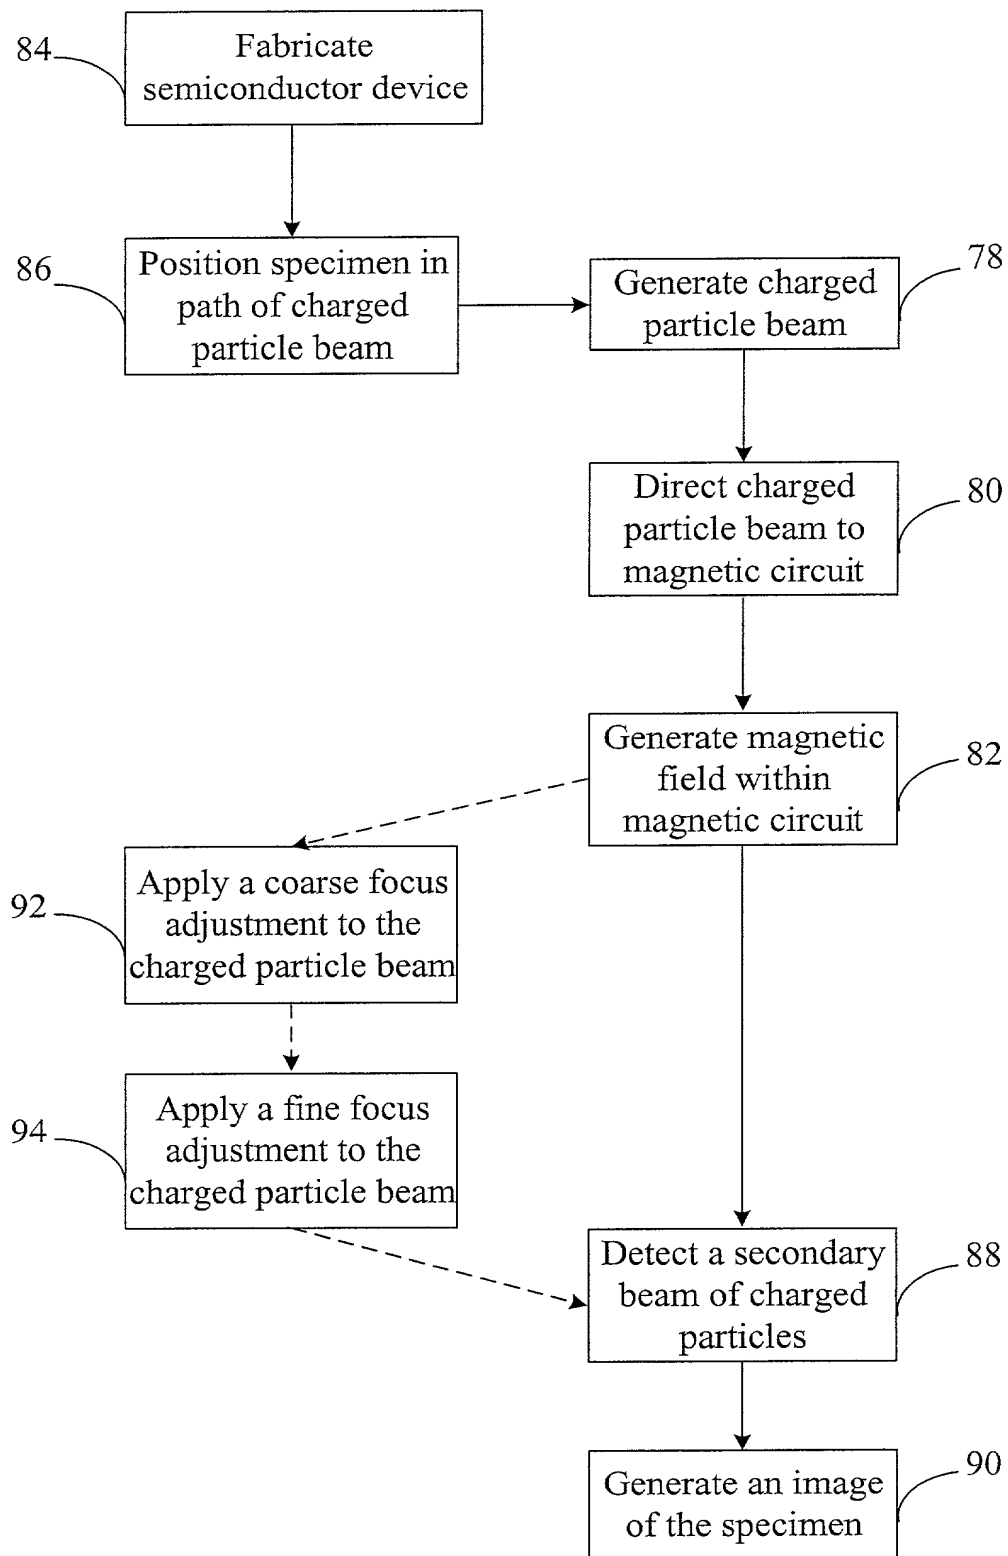 84
Fabricate
semiconductor device
86
Position specimen in
path of charged
particle beam
78
Generate charged
particle beam
80
Direct charged
particle beam to
magnetic circuit
82
Generate magnetic
field within
magnetic circuit
92
Apply a coarse focus
adjustment to the
charged particle beam
94
Apply a fine focus
adjustment to the
charged particle beam
88
Detect a secondary
beam of charged
particles
90
Generate an image
of the specimen